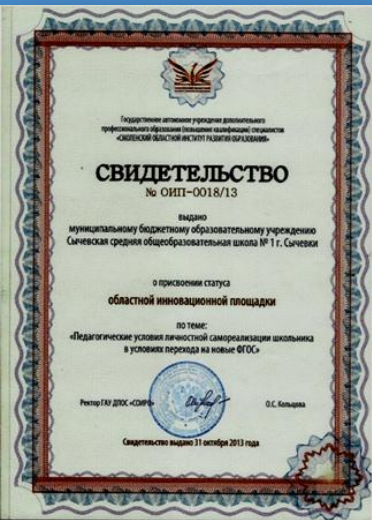 Государственное автономное учреждение дополнительного
профессионального образования (повышения квалификации) специалистов
«СМОЛЕНСКИЙ ОБЛАСТНОЙ ИНСТИТУТ РАЗВИТИЯ ОБРАЗОВАНИЯ»
СВИДЕТЕЛЬСТВО
№ ОИП-0018/13
выдано
муниципальному бюджетному образовательному учреждению
Сычевская средняя общеобразовательная школа № 1 г. Сычевки
о присвоении статуса
областной инновационной площадки
по теме:
«Педагогические условия личностной самореализации школьника
в условиях перехода на новые ФГОС»
Ректор ГАУ ДПОС «СОИРО» О.С. Кольцова
Свидетельство выдано 31 октября 2013 года